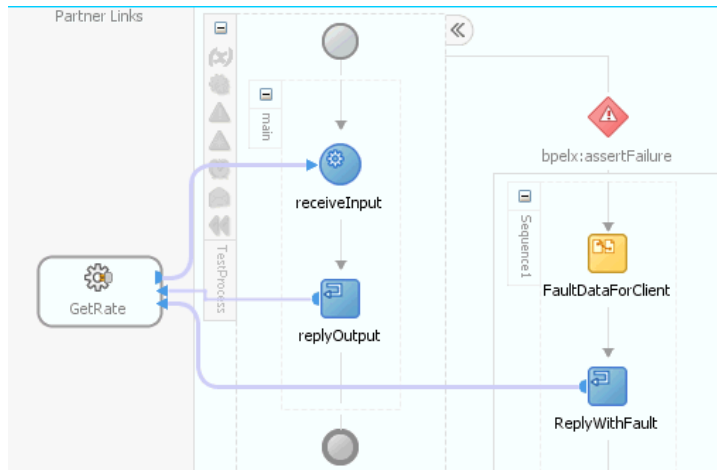 Partner Links
main
bpelx:assertFailure
receiveInput
Sequence1
TestProcess
FaultDataForClient
GetRate
replyOutput
ReplyWithFault